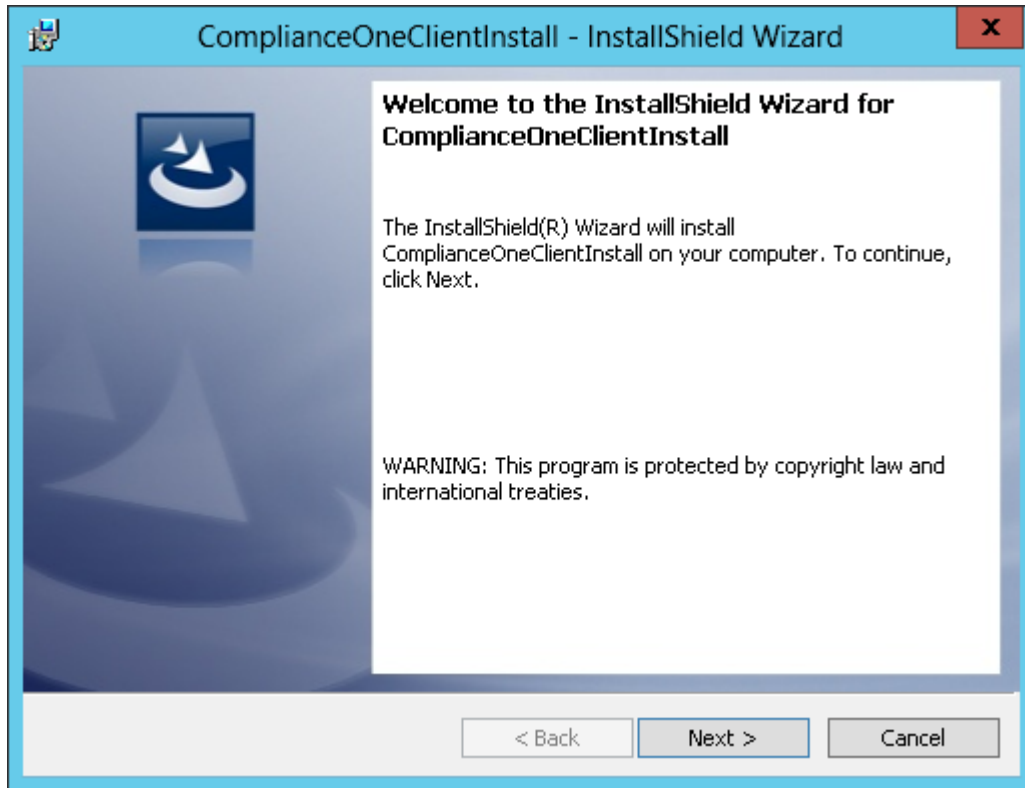 ComplianceOneClientInstall - InstallShield Wizard
X
Welcome to the InstallShield Wizard for
ComplianceOneClientInstall
The InstallShield(R) Wizard will install
ComplianceOneClientInstall on your computer. To continue,
click Next.
WARNING: This program is protected by copyright law and
international treaties.
< Back Next > Cancel